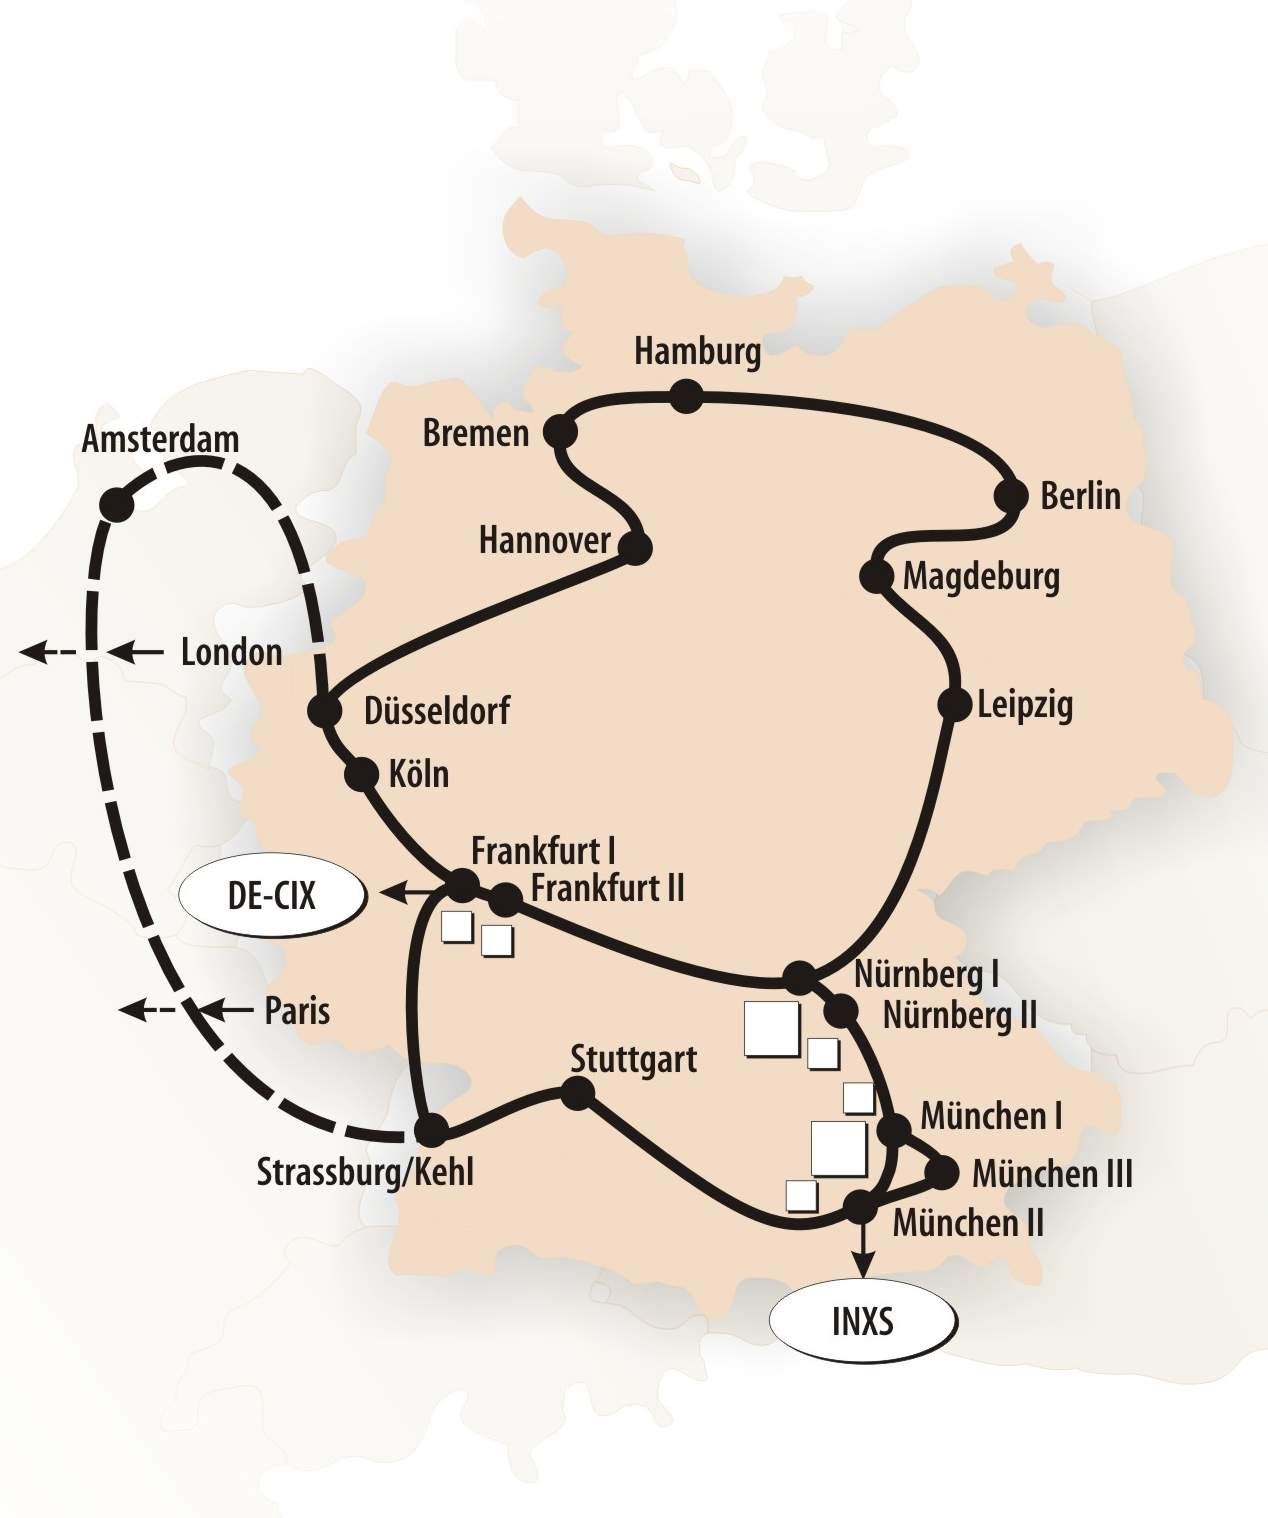 Hamburg
Bremen
Amsterdam
Berlin
Hannover
Magdeburg
London
Leipzig
Düsseldorf
Köln
Frankfurt I
Frankfurt II
DE-CIX
Nürnberg I
Paris
Nürnberg II
Stuttgart
München I
Strassburg/Kehl
München III
München II
INXS